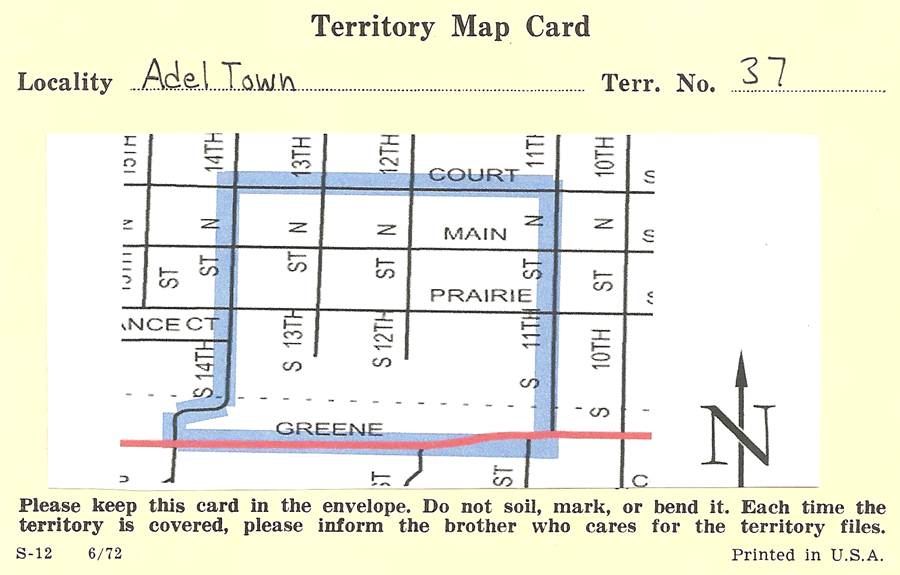 Territory Map Card
Locality Adel Town Terr. No. 37
14TH 13TH 12TH 11TH 10TH
COURT
N N N N N
MAIN
ST ST ST ST ST ST
PRAIRIE
NCE CT
S 14TH S 13TH S 12TH S 11TH S 10TH
GREENE
ST ST
N
Please keep this card in the envelope. Do not soil, mark, or bend it. Each time the
territory is covered, please inform the brother who cares for the territory files.
S-12 6/72 Printed in U.S.A.